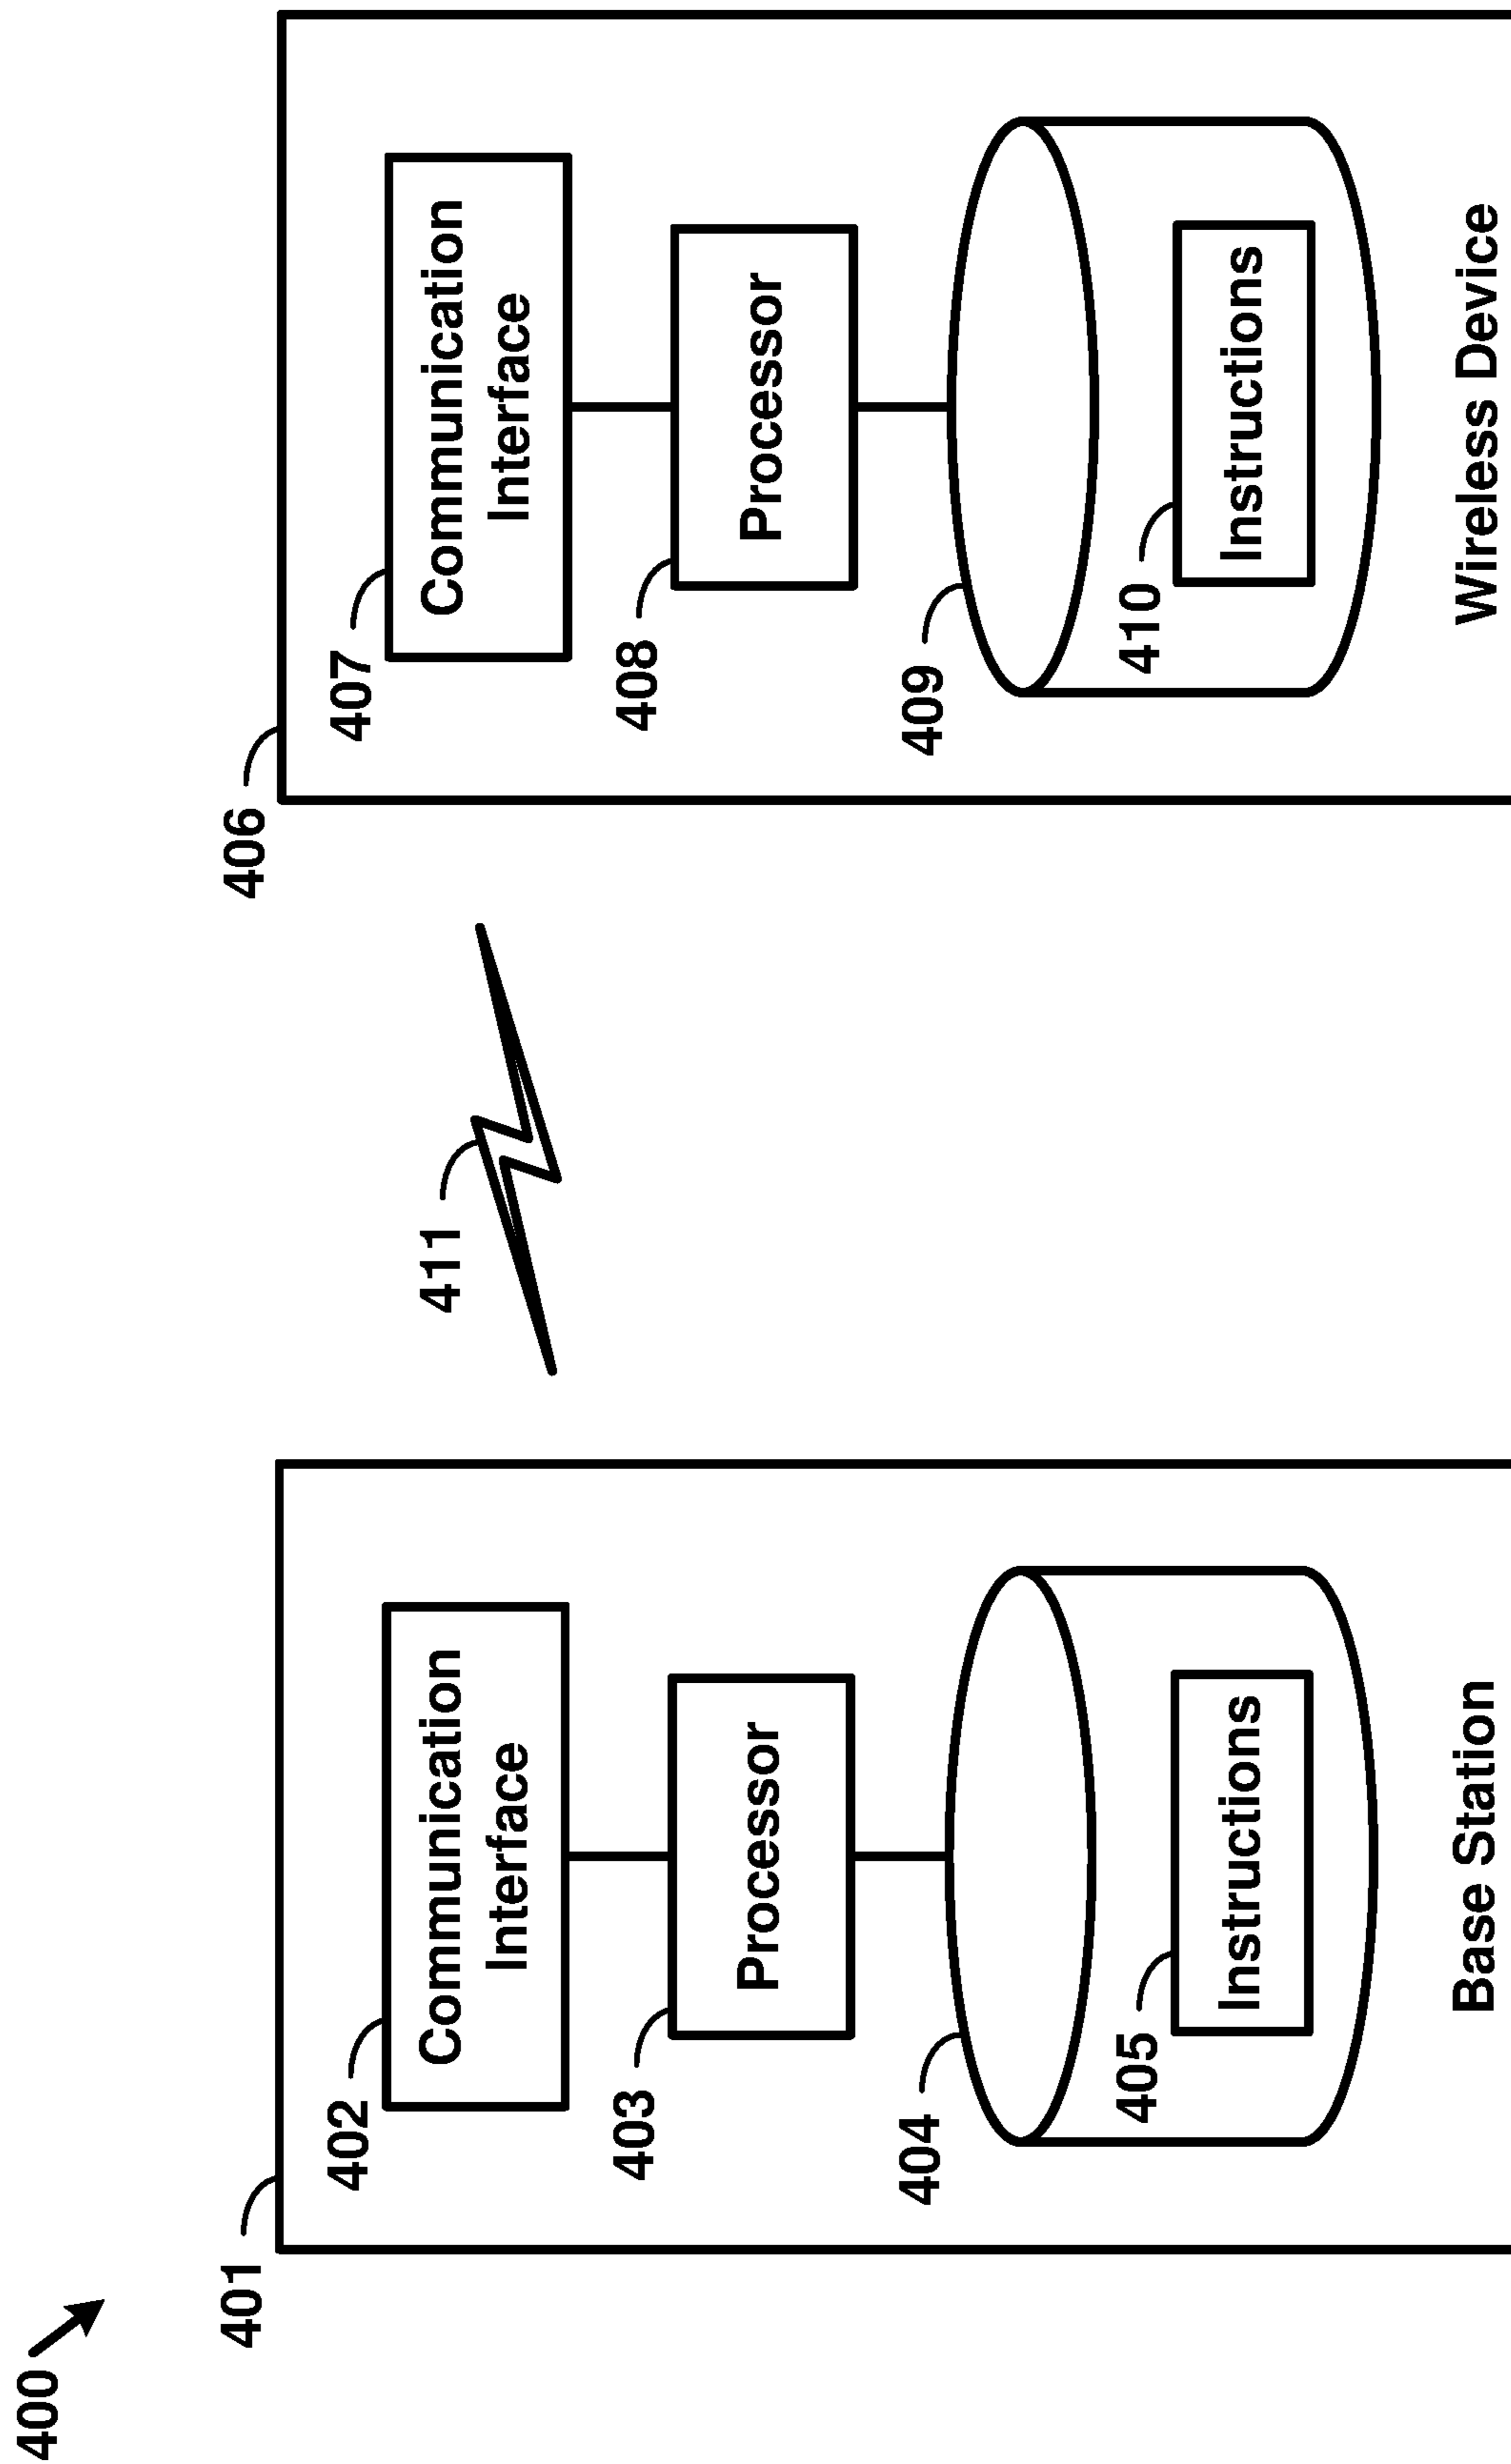 400
401
402
Communication
Interface
403
Processor
404
405
Instructions
Base Station
411
406
407
Communication
Interface
408
Processor
409
410
Instructions
Wireless Device